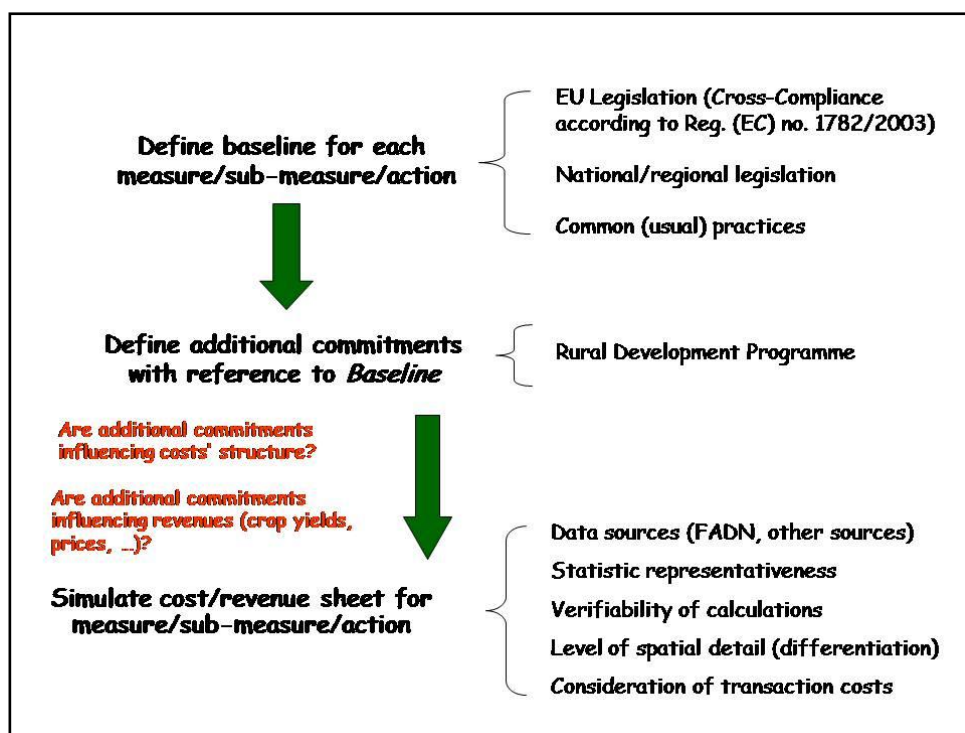 EU Legislation (Cross-Compliance
according to Reg. (EC) no. 1782/2003)
Define baseline for each
measure/sub-measure/action
National/regional legislation
Common (usual) practices
Define additional commitments
with reference to Baseline
Rural Development Programme
Are additional commitments
influencing costs' structure?
Are additional commitments
influencing revenues (crop yields,
prices, …)?
Simulate cost/revenue sheet for
measure/sub-measure/action
Data sources (FADN, other sources)
Statistic representativeness
Verifiability of calculations
Level of spatial detail (differentiation)
Consideration of transaction costs